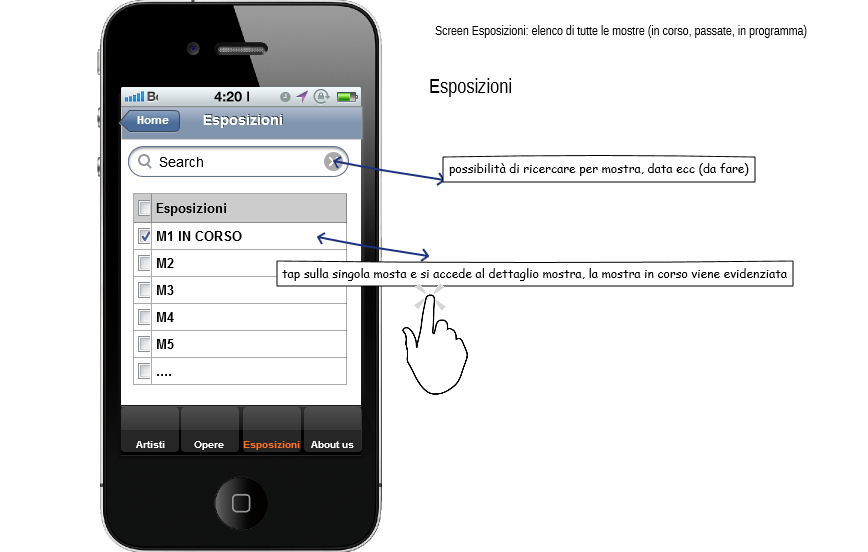 Screen Esposizioni: elenco di tutte le mostre (in corso, passate, in programma)
Esposizioni
4:20
Home
Esposizioni
Search
possibilità di ricercare per mostra, data ecc (da fare)
Esposizioni
M1 IN CORSO
M2
tap sulla singola mosta e si accede al dettaglio mostra, la mostra in corso viene evidenziata
M3
M4
M5
....
Artisti
Opere
Esposizioni
About us